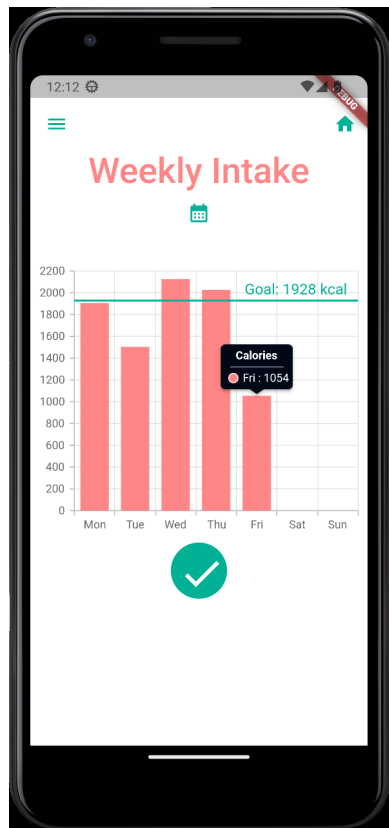 12:12
DEBUG
Weekly Intake
2200
2000
Goal: 1928 kcal
1800
1600
1400
Calories
Fri : 1054
1200
1000
800
600
400
200
0
Mon Tue Wed Thu Fri Sat Sun